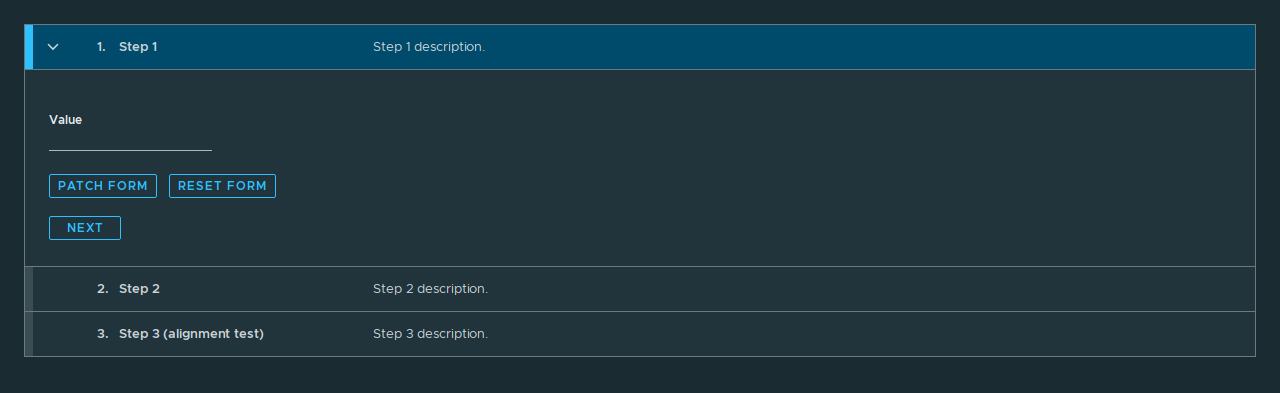 1. Step 1 Step 1 description.
Value
PATCH FORM RESET FORM
NEXT
2. Step 2 Step 2 description.
3. Step 3 (alignment test) Step 3 description.